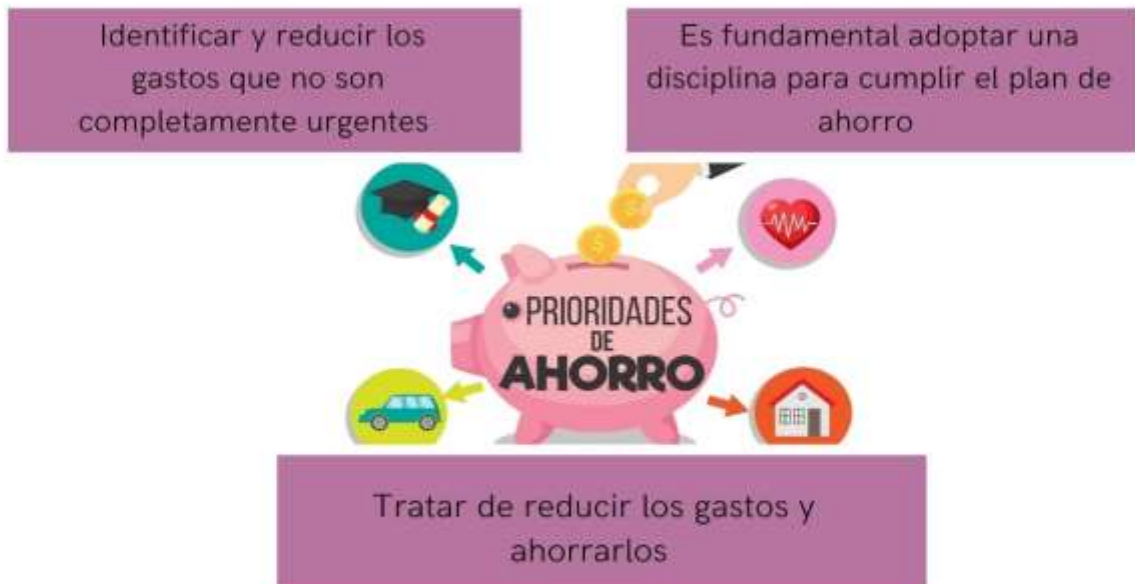 Identificar y reducir los
gastos que no son
completamente urgentes
Es fundamental adoptar una
disciplina para cumplir el plan de
ahorro
$
$
PRIORIDADES
DE
AHORRO
Tratar de reducir los gastos y
ahorrarlos